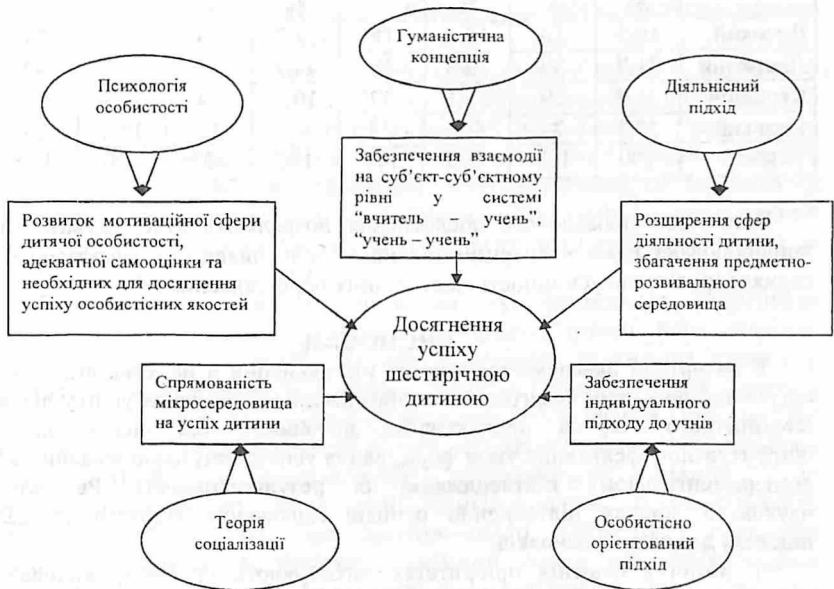 Гуманістична
концепція
Психологія
особистості
Діяльнісний
підхід
Забезпечення взаємодії
на суб’єкт-суб’єктному
рівні у системі
“вчитель – учень”,
“учень – учень”
Розвиток мотиваційної сфери
дитячої особистості,
адекватної самооцінки та
необхідних для досягнення
успіху особистісних якостей
Розширення сфер
діяльності дитини,
створення предметно-
розвивального
середовища
Досягнення
успіху
шестирічною
дитиною
Спрямованість
мікросередовища
на успіх дитини
Забезпечення
індивідуального
підходу до учнів
Теорія
соціалізації
Особистісно
орієнтований
підхід